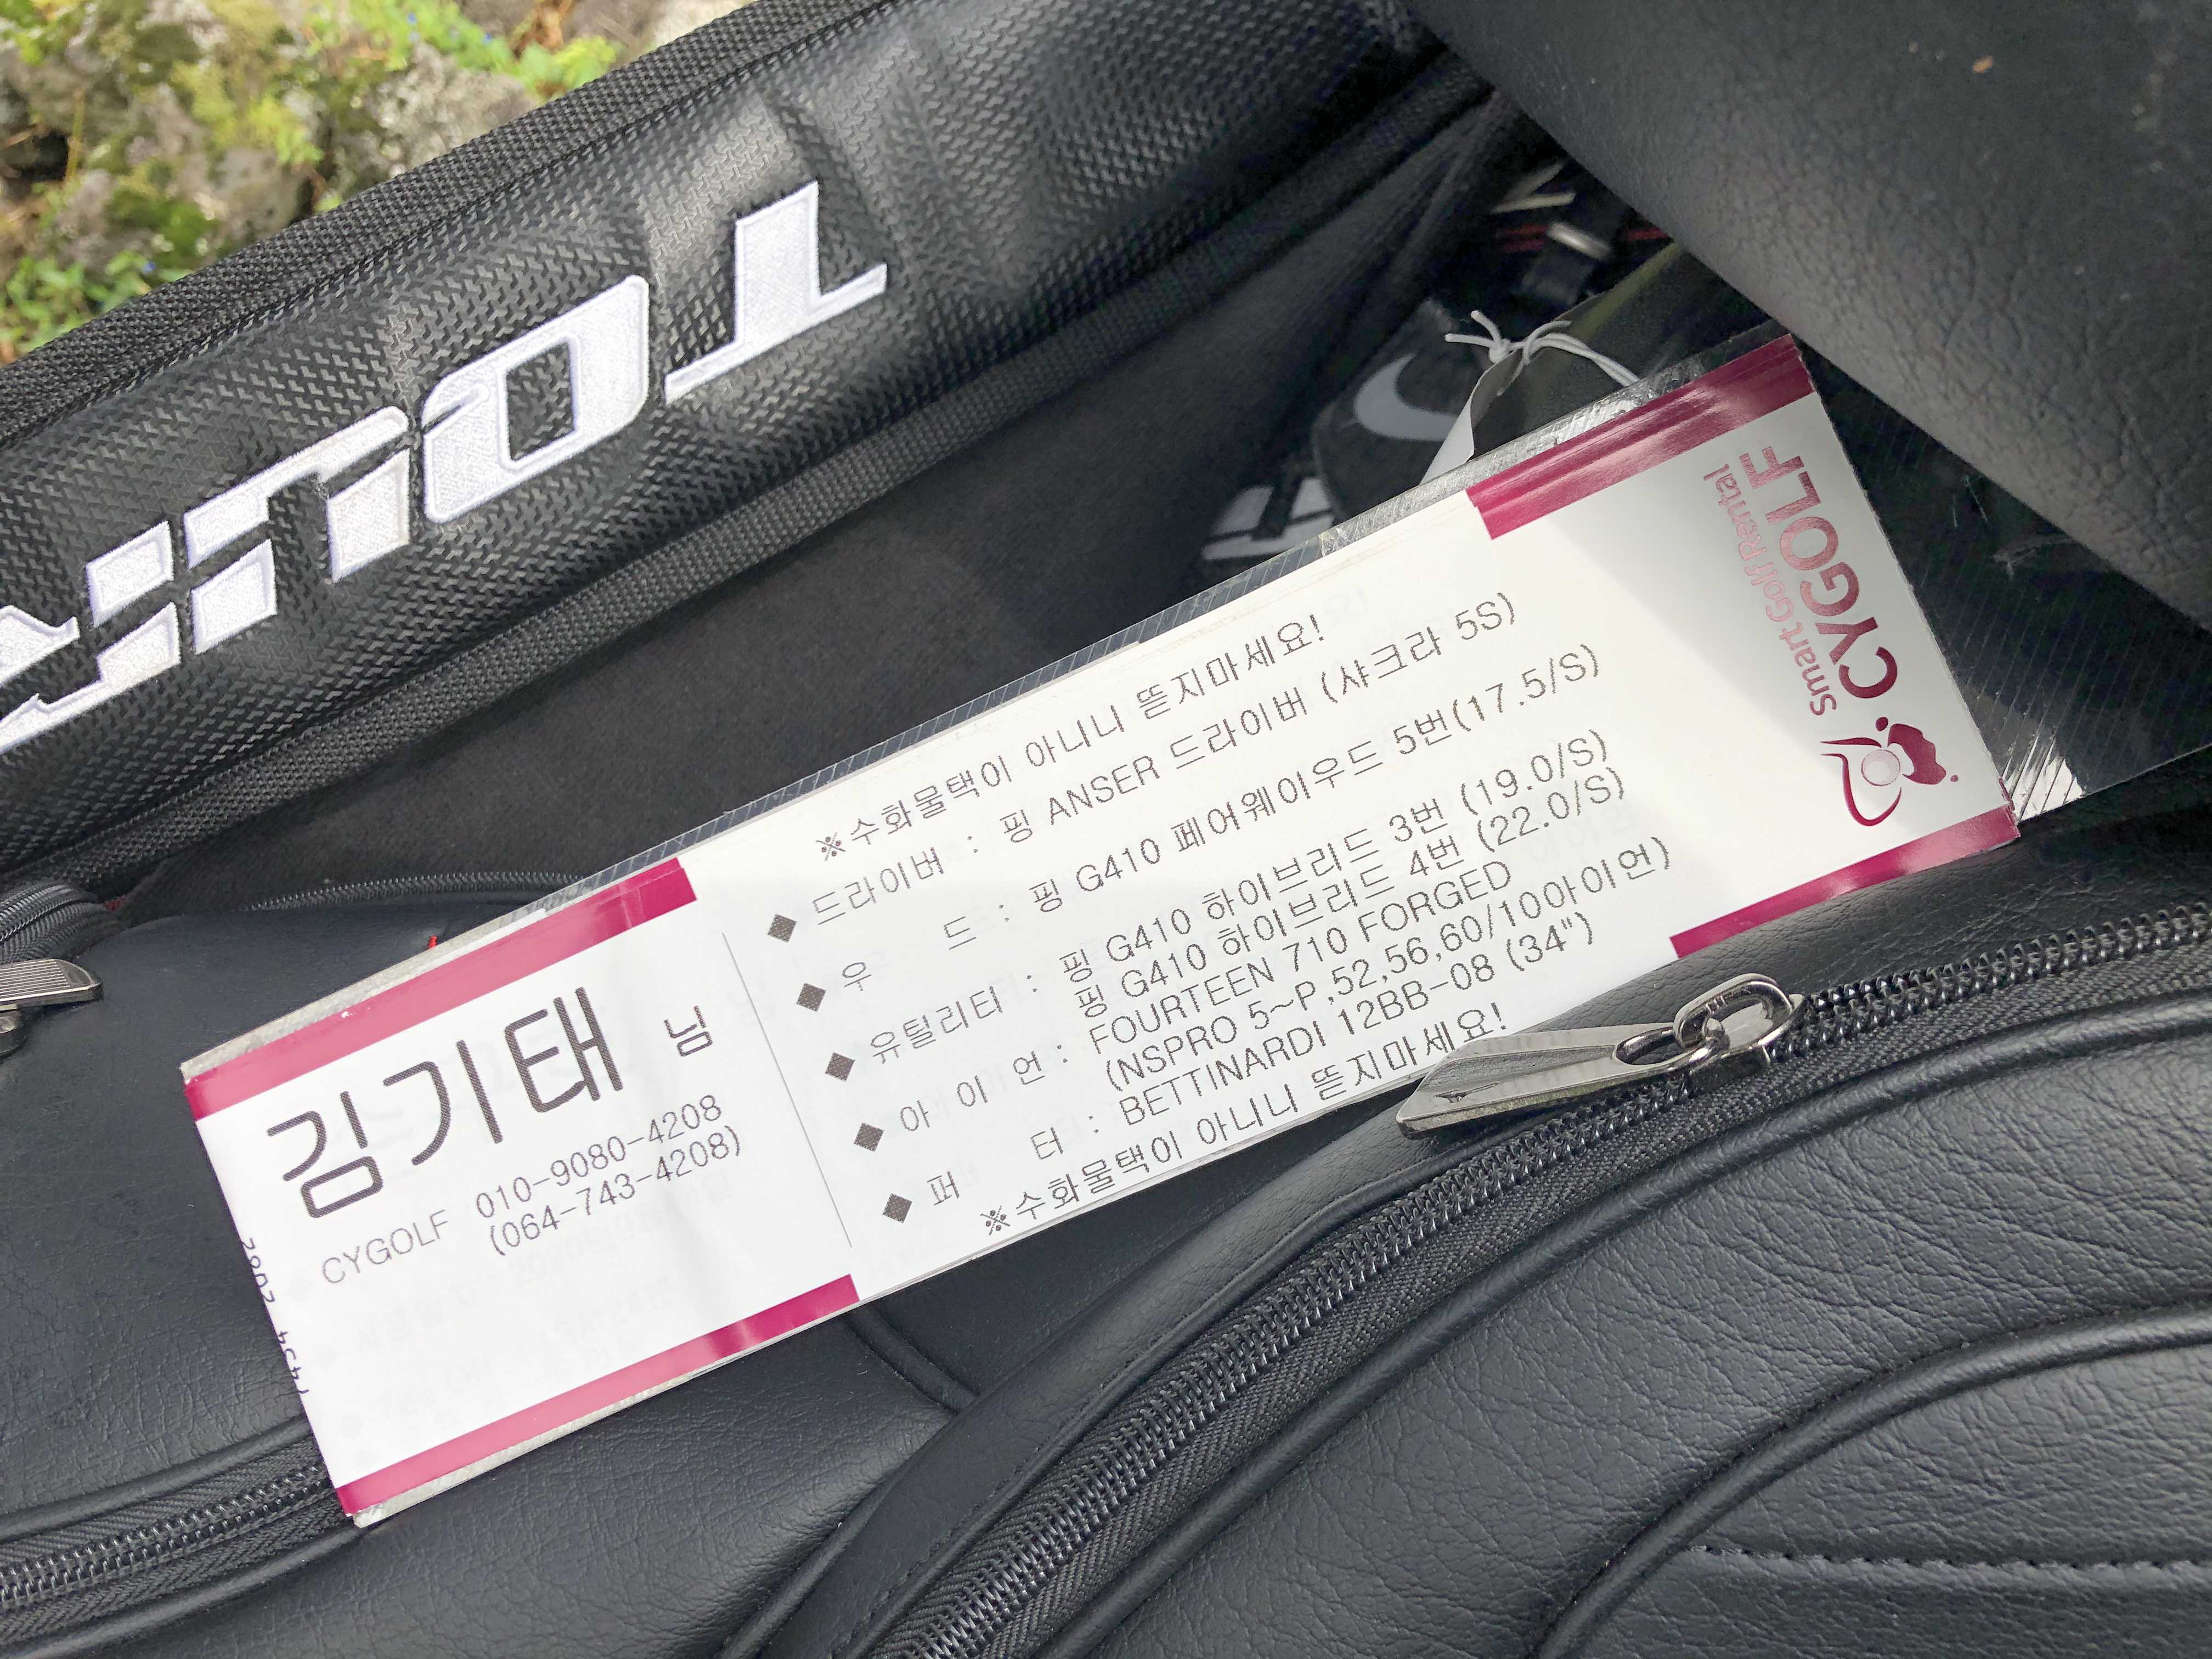 TOUR
김기태 님
CYGOLF 010-9080-4208
(064-743-4208)
※수화물택이 아니니 뜯지마세요!
◆ 드라이버 : 핑 ANSER 드라이버 (샤크라 5S)
◆ 우 드 : 핑 G410 페어웨이우드 5번(17.5/S)
◆ 유틸리티 : 핑 G410 하이브리드 3번 (19.0/S)
핑 G410 하이브리드 4번 (22.0/S)
◆ 아 이 언 : FOURTEEN 710 FORGED
(NSPRO 5~P,52,56,60/10아이언)
◆ 퍼 터 : BETTINARDI 12BB-08 (34")
※수화물택이 아니니 뜯지마세요!
Smart Golf Rental
CYGOLF